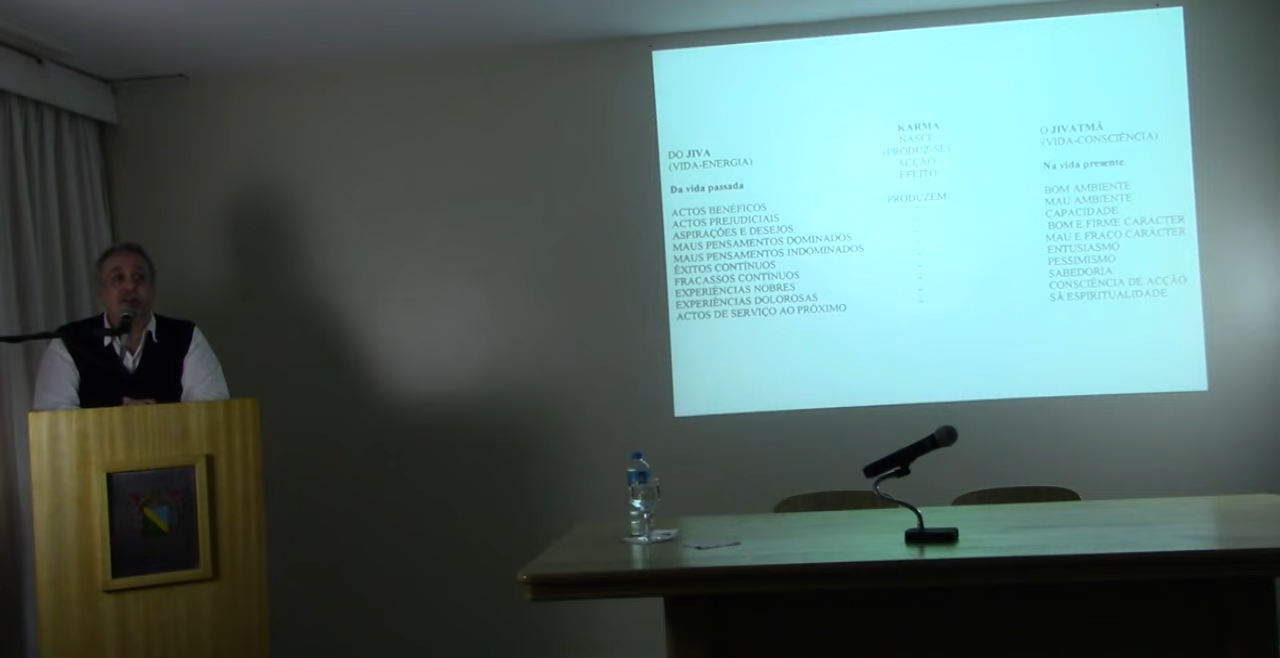 DO JIVA
(VIDA-ENERGIA)
Da vida passada
ACTOS BENÉFICOS
ACTOS PREJUDICIAIS
ASPIRAÇÕES E DESEJOS
MAUS PENSAMENTOS DOMINADOS
MAUS PENSAMENTOS INDOMINADOS
ÊXITOS CONTÍNUOS
FRACASSOS CONTÍNUOS
EXPERIÊNCIAS NOBRES
EXPERIÊNCIAS DOLOROSAS
ACTOS DE SERVIÇO AO PRÓXIMO
KARMA
NASCE
(PRODUZ-SE)
ACÇÃO
EFEITO
PRODUZEM
O JIVATMÃ
(VIDA-CONSCIÊNCIA)
Na vida presente
BOM AMBIENTE
MAU AMBIENTE
CAPACIDADE
BOM E FIRME CARÁCTER
MAU E FRACO CARÁCTER
ENTUSIASMO
PESSIMISMO
SABEDORIA
CONSCIÊNCIA DE ACÇÃO
SÃ ESPIRITUALIDADE